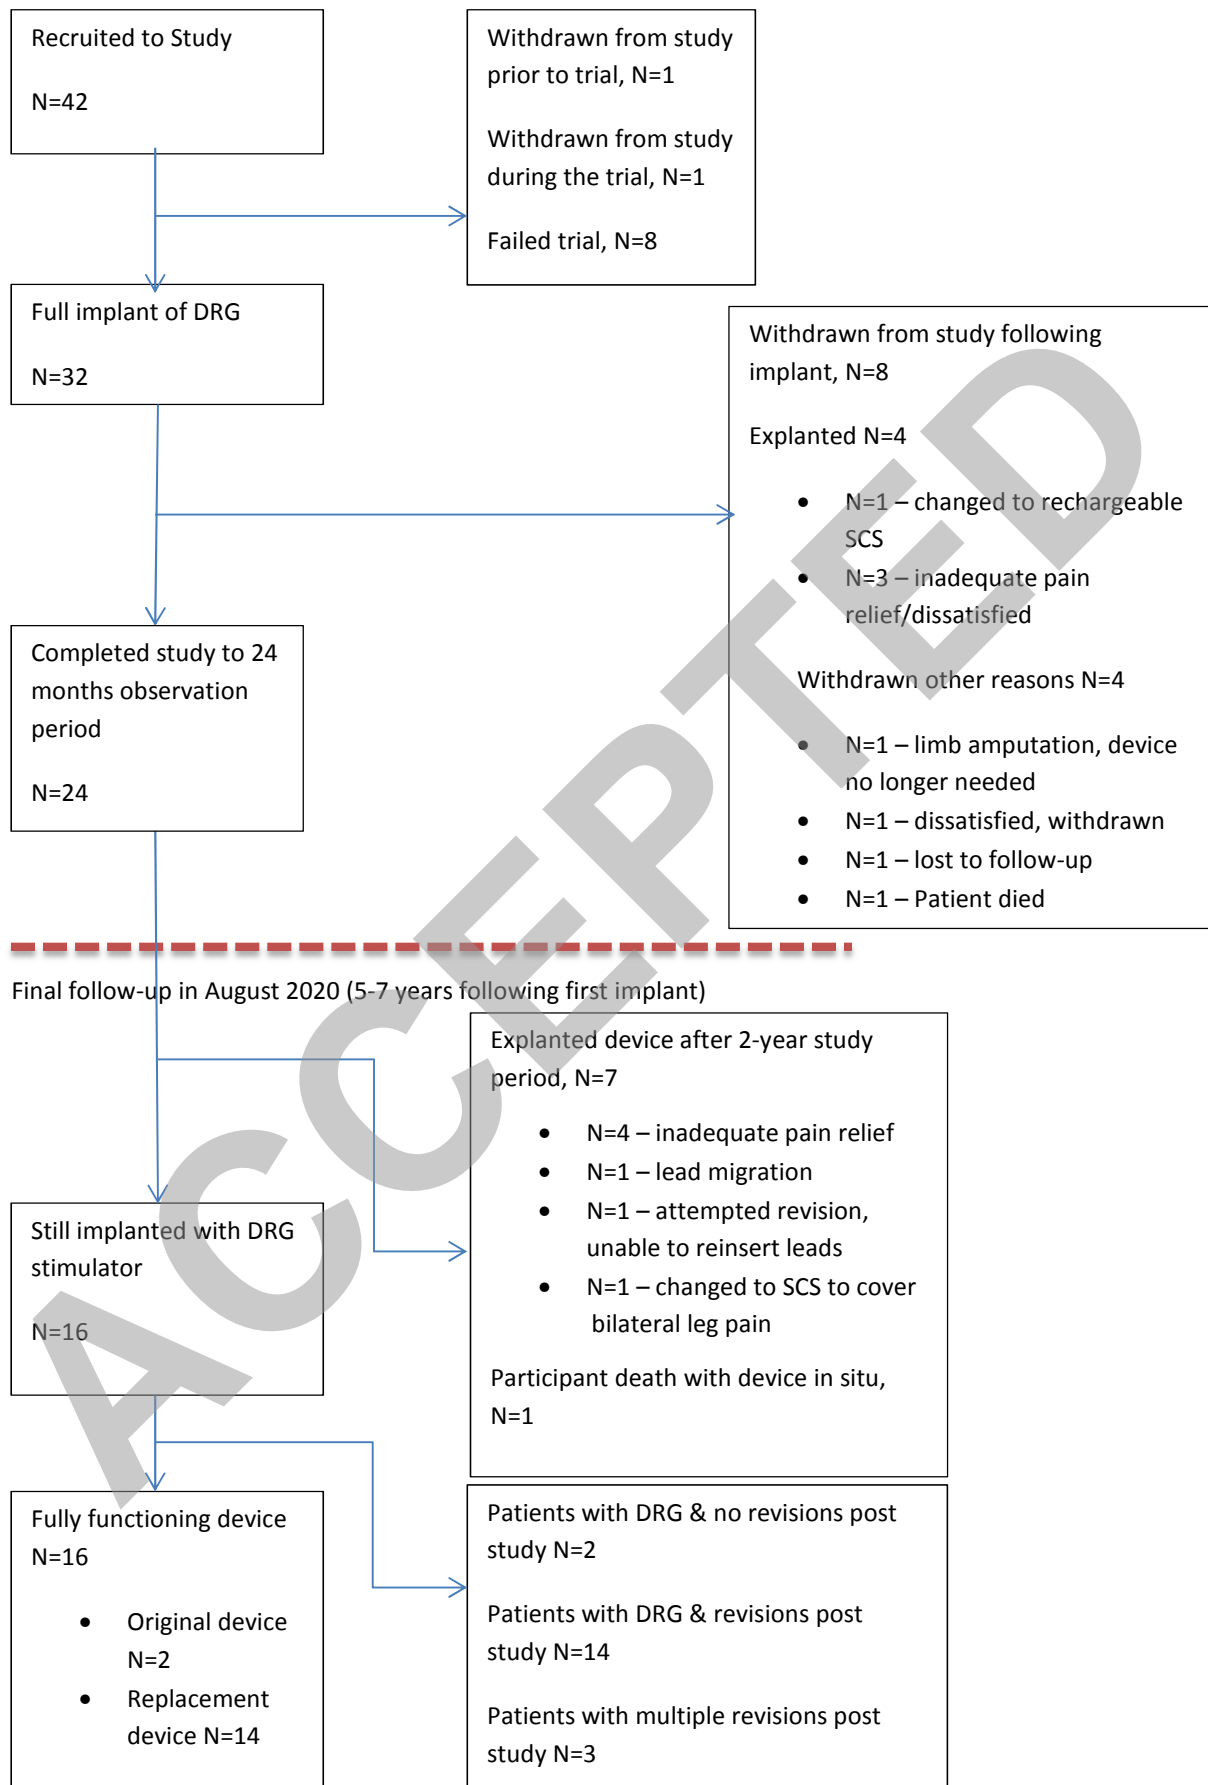 Recruited to Study
N=42
Withdrawn from study
prior to trial, N=1
Withdrawn from study
during the trial, N=1
Failed trial, N=8
Full implant of DRG
N=32
Withdrawn from study following
implant, N=8
Explanted N=4
• N=1 – changed to rechargeable
SCS
• N=3 – inadequate pain
relief/dissatisfied
Withdrawn other reasons N=4
• N=1 – limb amputation, device
no longer needed
• N=1 – dissatisfied, withdrawn
• N=1 – lost to follow-up
• N=1 – Patient died
Completed study to 24
months observation
period
N=24
Final follow-up in August 2020 (5-7 years following first implant)
Explanted device after 2-year study
period, N=7
• N=4 – inadequate pain relief
• N=1 – lead migration
• N=1 – attempted revision,
unable to reinsert leads
• N=1 – changed to SCS to cover
bilateral leg pain
Participant death with device in situ,
N=1
Still implanted with DRG
stimulator
N=16
Fully functioning device
N=16
• Original device
N=2
• Replacement
device N=14
Patients with DRG & no revisions post
study N=2
Patients with DRG & revisions post
study N=14
Patients with multiple revisions post
study N=3
ACCEPTED